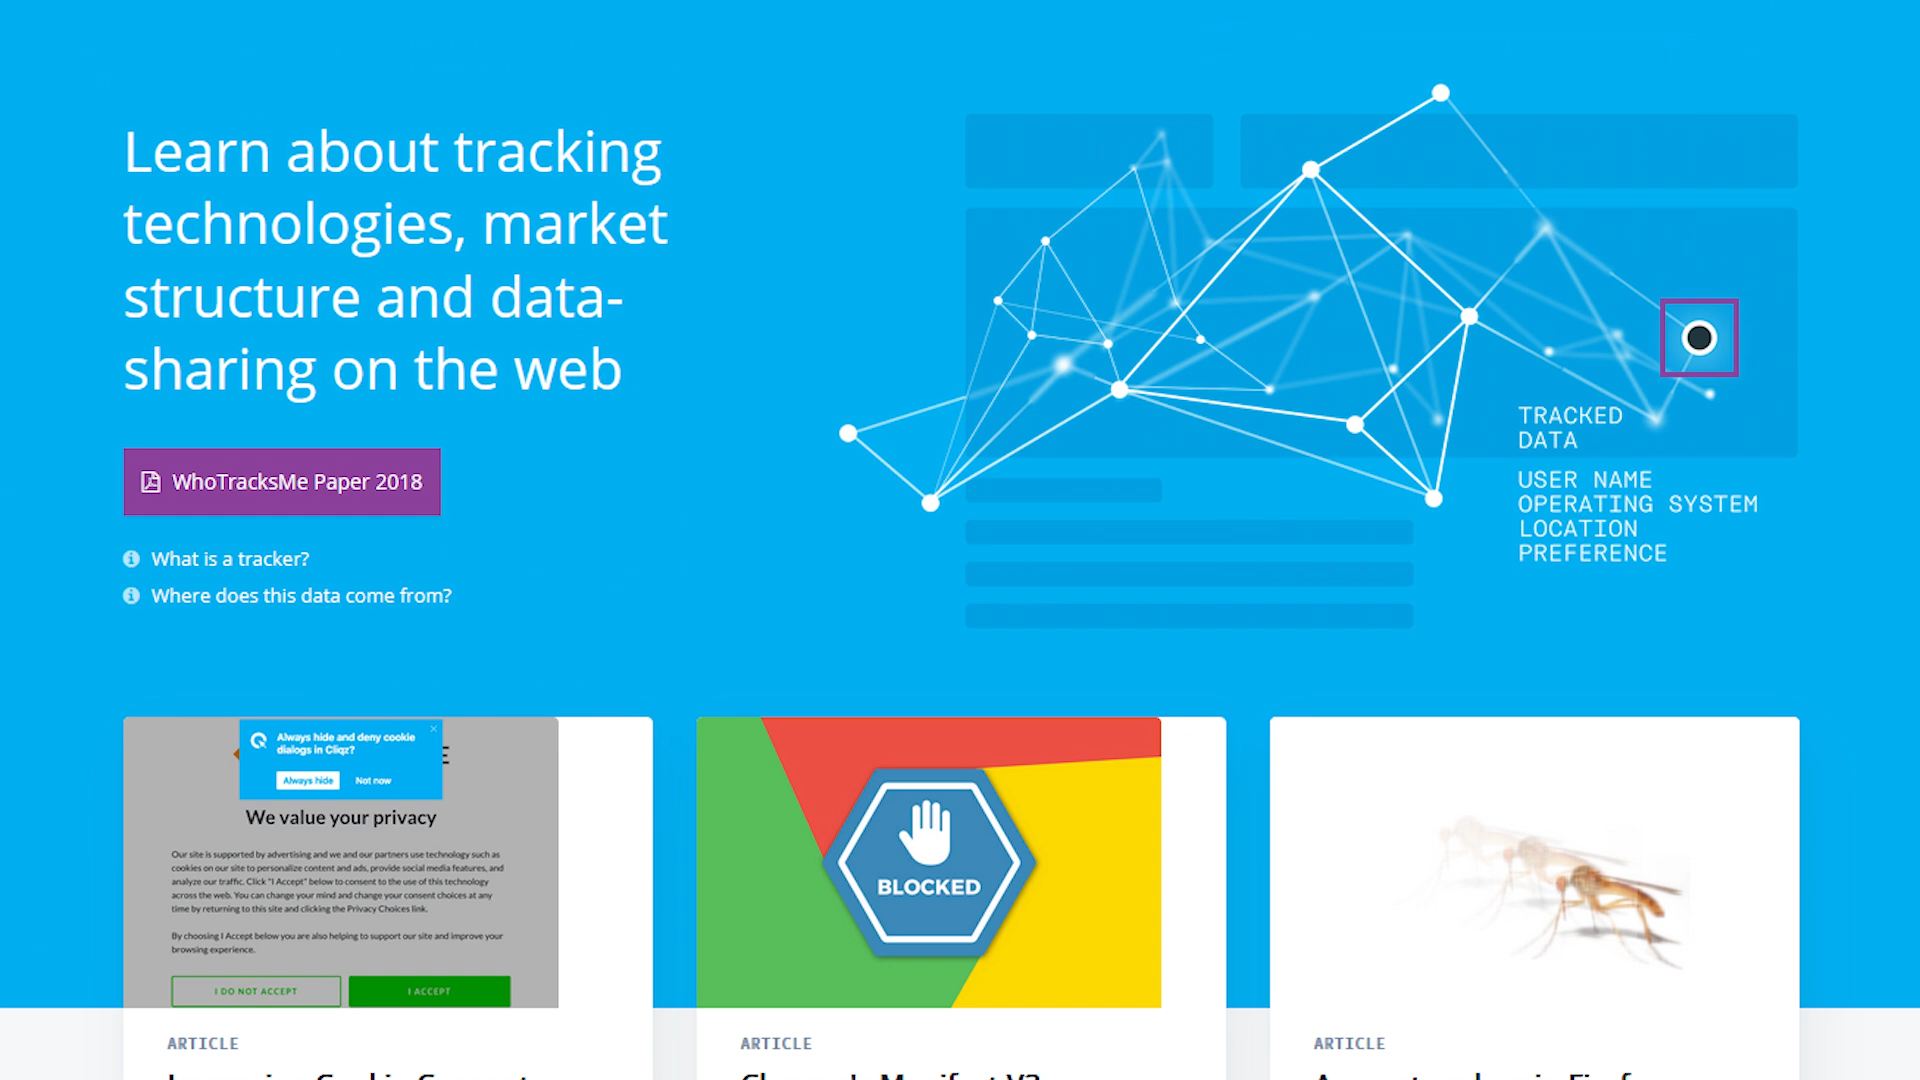 Learn about tracking
technologies, market
structure and data-
sharing on the web
WhoTracksMe Paper 2018
What is a tracker?
Where does this data come from?
TRACKED
DATA
USER NAME
OPERATING SYSTEM
LOCATION
PREFERENCE
Always hide and deny cookie
dialogs in Cliqz?
Always hide
Not now
We value your privacy
Our site is supported by advertising and we and our partners use technology such as
cookies on our site to personalize content and ads, provide social media features, and
analyze our traffic. Click "I Accept" below to consent to the use of this technology
across the web. You can change your mind and change your consent choices at any
time by returning to this site and clicking the Privacy Choices link.
By choosing I Accept below you are also helping to support our site and improve your
browsing experience.
I DO NOT ACCEPT
I ACCEPT
BLOCKED
ARTICLE
ARTICLE
ARTICLE